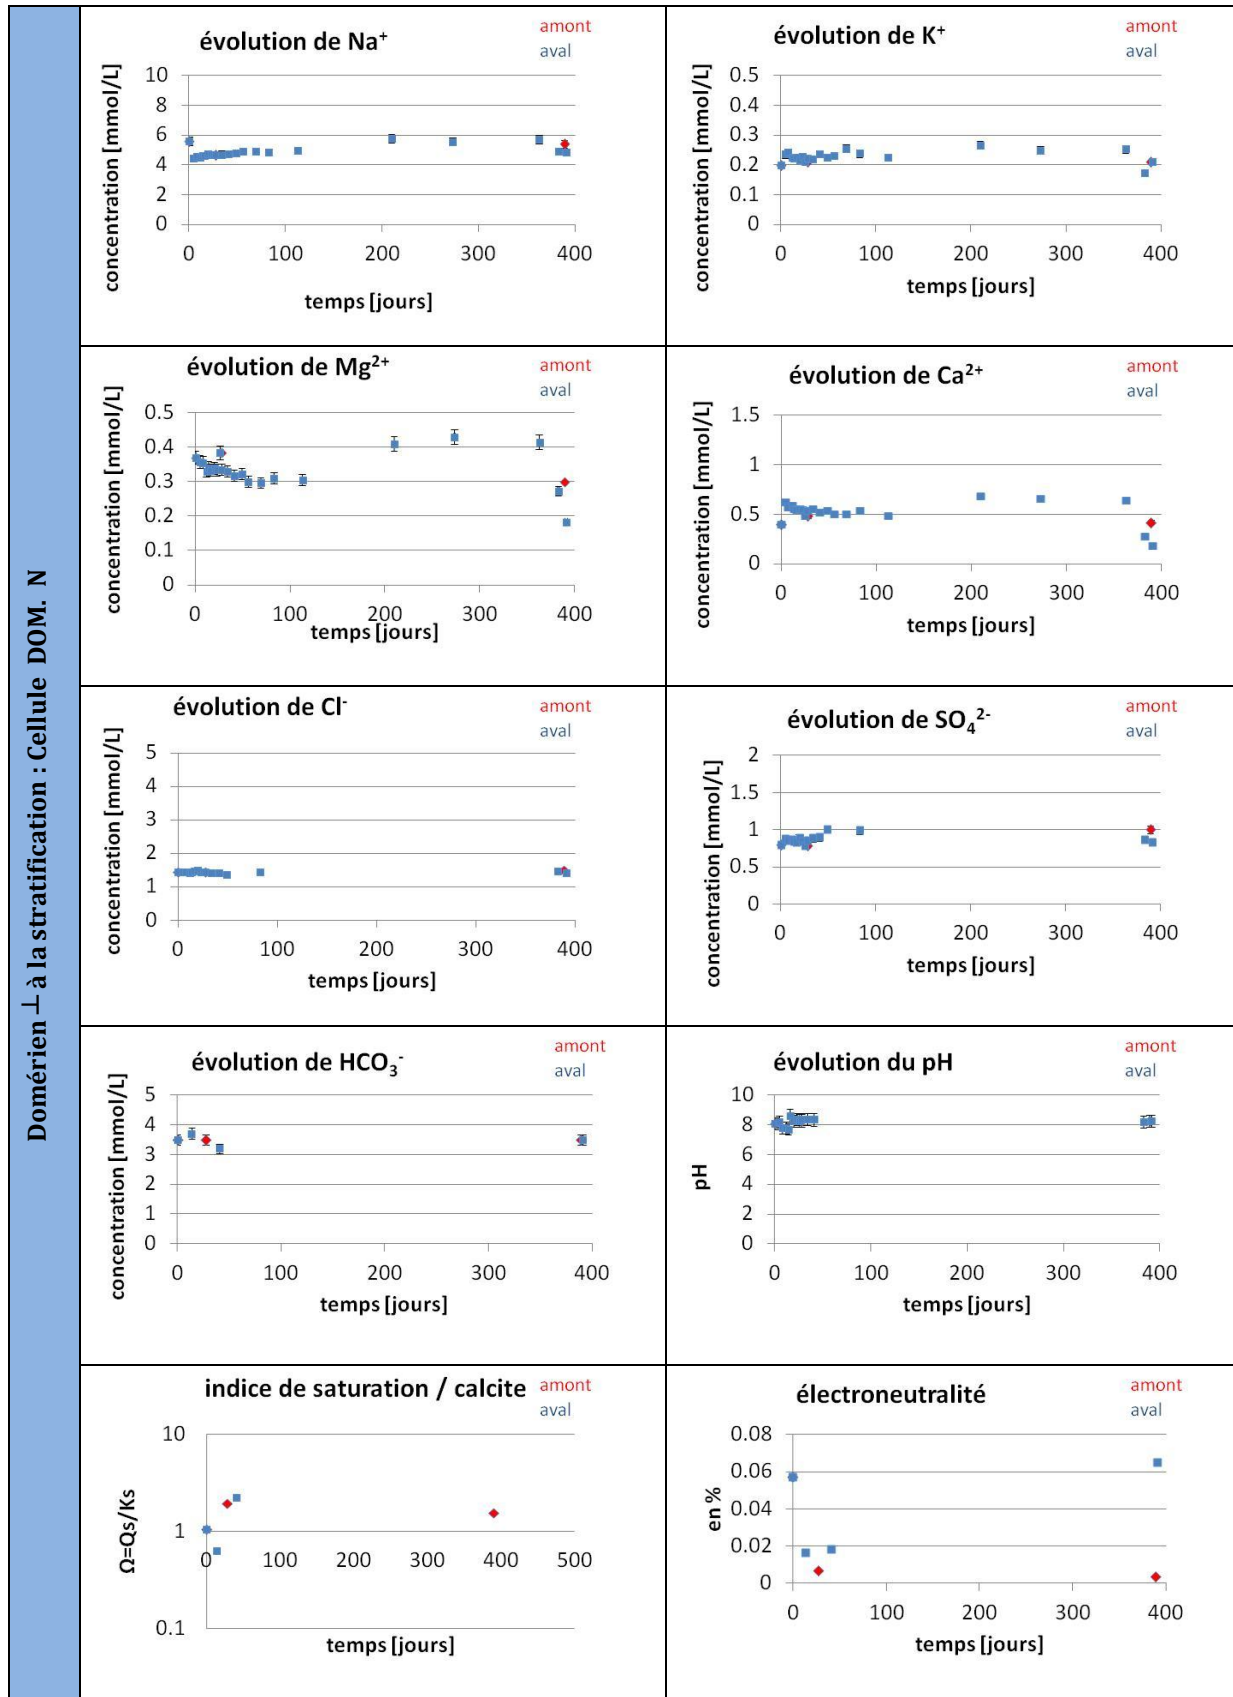 Domérien ⊥ à la stratification : Cellule DOM. N
évolution de Na⁺
amont
aval
concentration [mmol/L]
10
8
6
4
2
0
0 100 200 300 400
temps [jours]
évolution de K⁺
amont
aval
concentration [mmol/L]
0.5
0.4
0.3
0.2
0.1
0
0 100 200 300 400
temps [jours]
évolution de Mg²⁺
amont
aval
concentration [mmol/L]
0.5
0.4
0.3
0.2
0.1
0
0 100 200 300 400
temps [jours]
évolution de Ca²⁺
amont
aval
concentration [mmol/L]
1.5
1
0.5
0
0 100 200 300 400
temps [jours]
évolution de Cl⁻
amont
aval
concentration [mmol/L]
5
4
3
2
1
0
0 100 200 300 400
temps [jours]
évolution de SO₄²⁻
amont
aval
concentration [mmol/L]
2
1.5
1
0.5
0
0 100 200 300 400
temps [jours]
évolution de HCO₃⁻
amont
aval
concentration [mmol/L]
5
4
3
2
1
0
0 100 200 300 400
temps [jours]
évolution du pH
amont
aval
pH
10
8
6
4
2
0
0 100 200 300 400
temps [jours]
indice de saturation / calcite
amont
aval
Ω=Qs/Ks
10
1
0.1
0 100 200 300 400 500
temps [jours]
électroneutralité
amont
aval
en %
0.08
0.06
0.04
0.02
0
0 100 200 300 400
temps [jours]